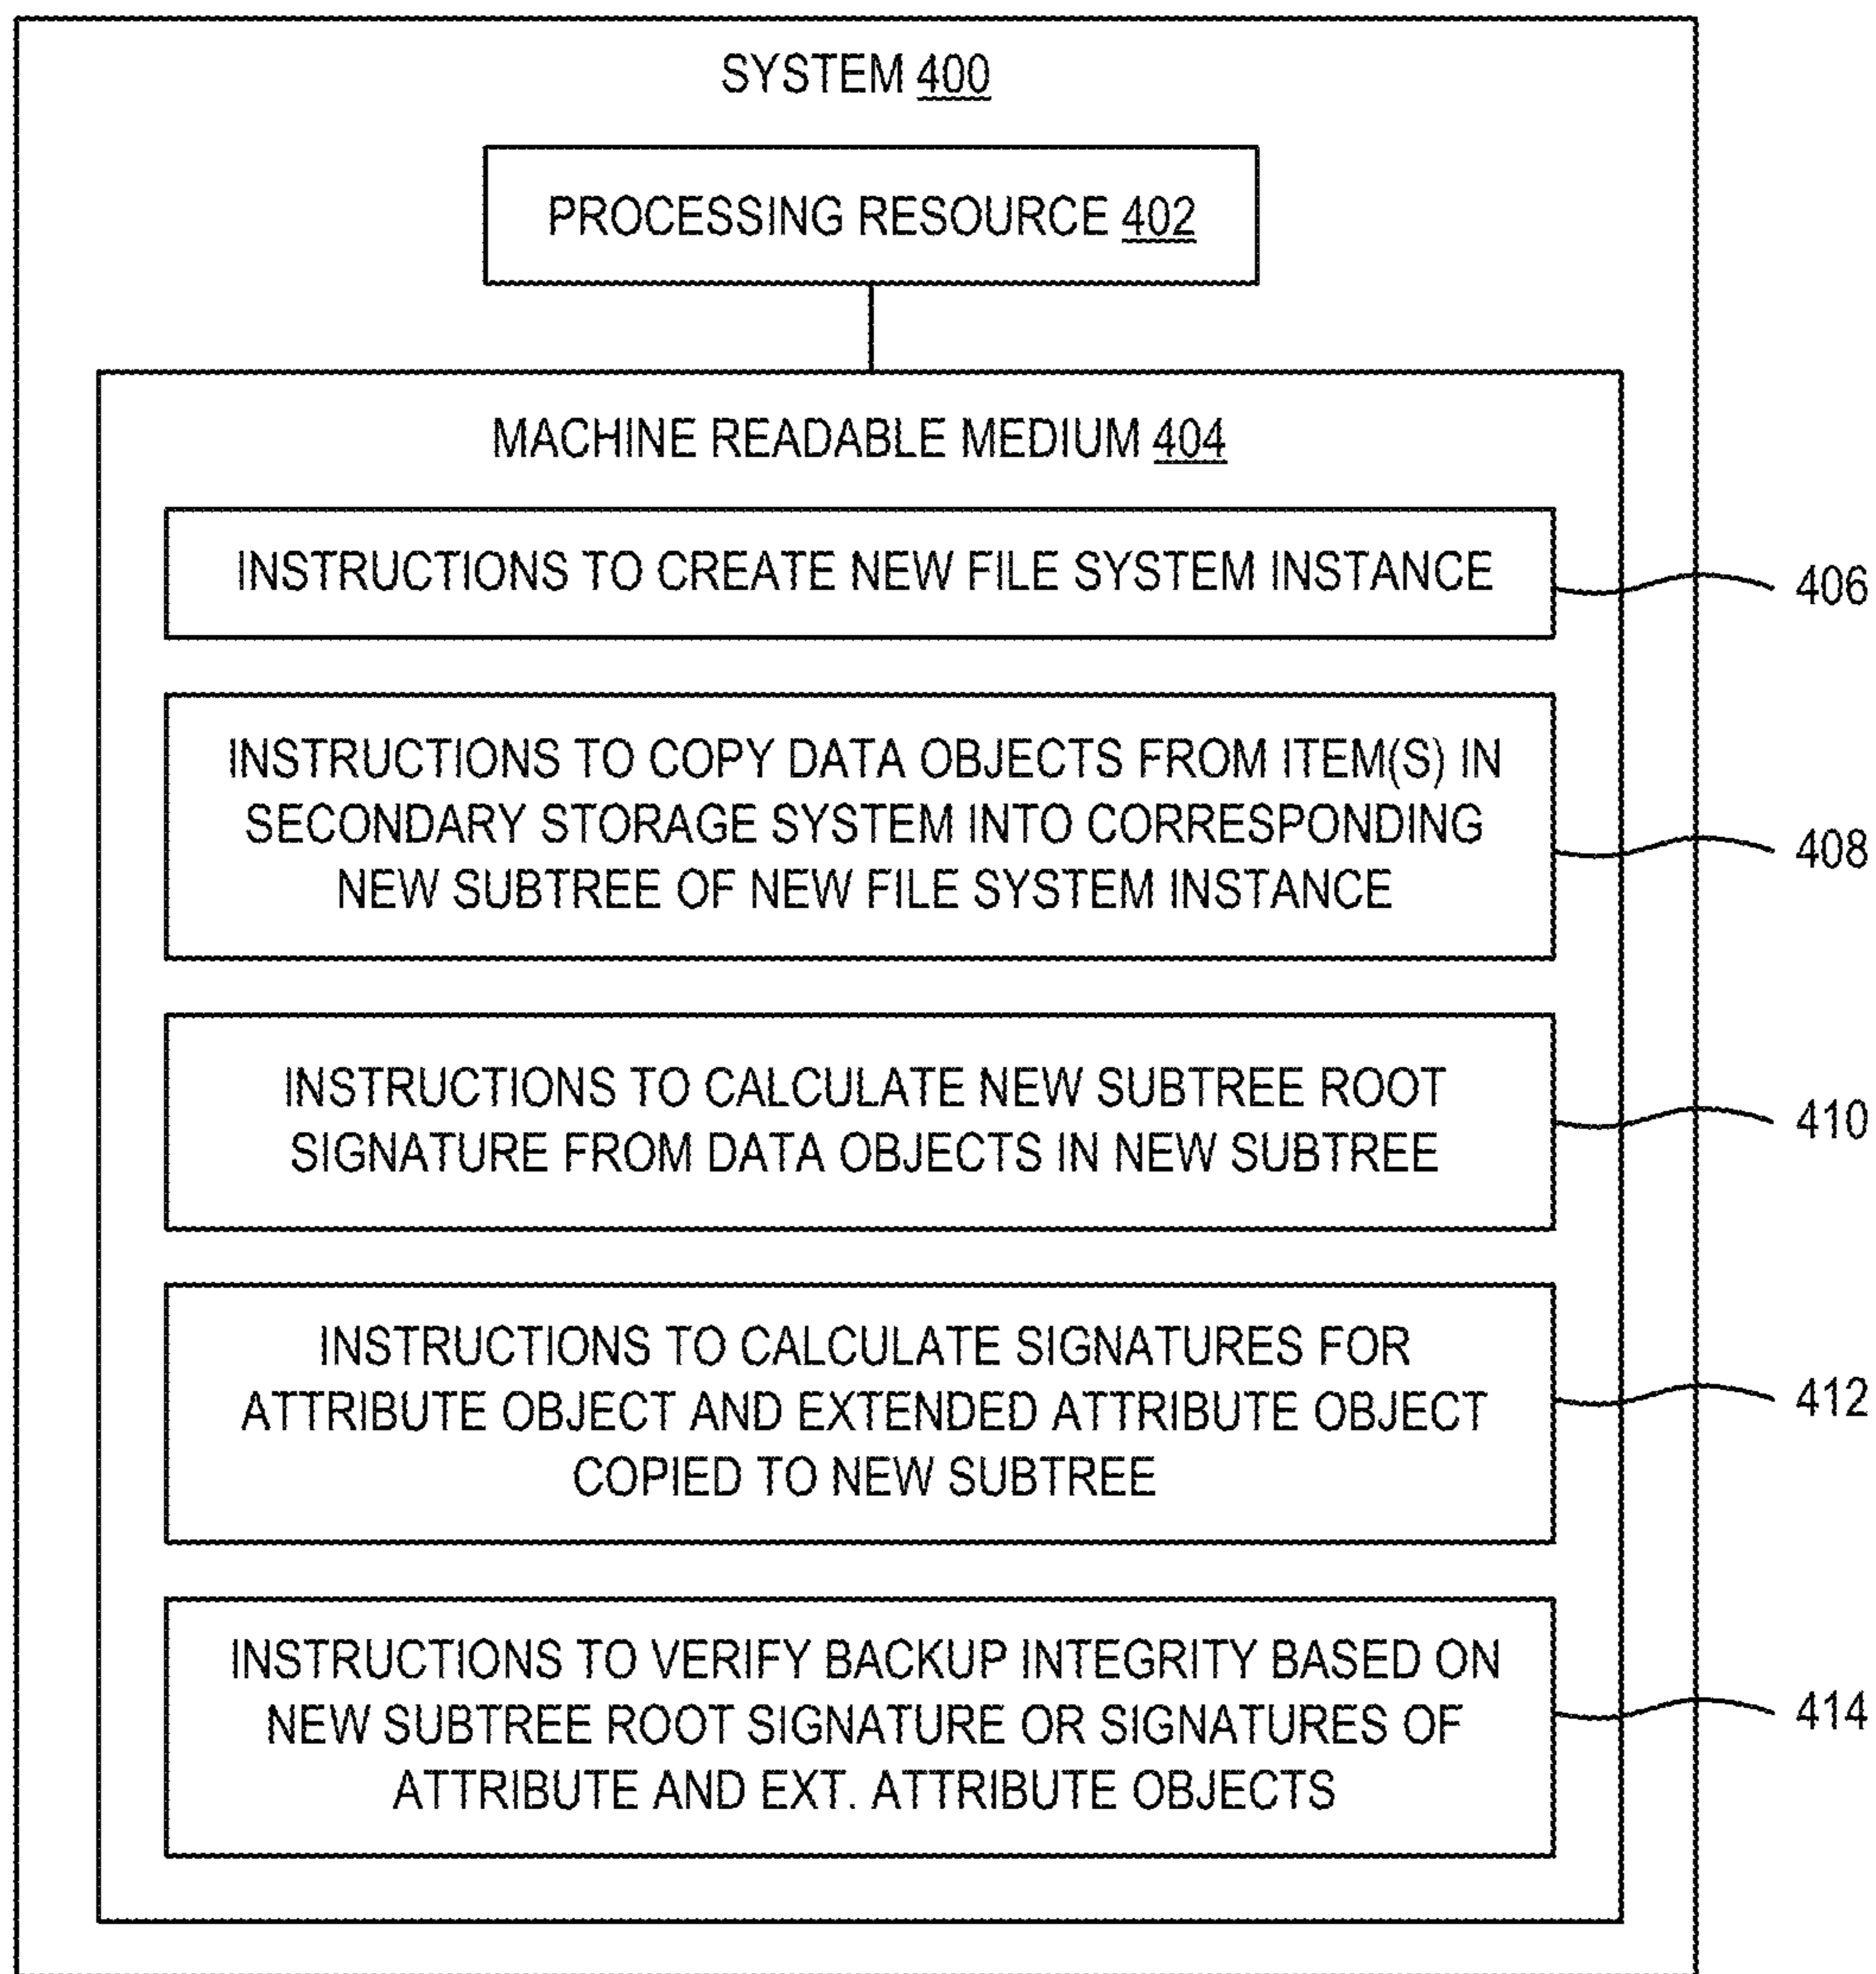 SYSTEM 400
PROCESSING RESOURCE 402
MACHINE READABLE MEDIUM 404
INSTRUCTIONS TO CREATE NEW FILE SYSTEM INSTANCE
406
INSTRUCTIONS TO COPY DATA OBJECTS FROM ITEM(S) IN
SECONDARY STORAGE SYSTEM INTO CORRESPONDING
NEW SUBTREE OF NEW FILE SYSTEM INSTANCE
408
INSTRUCTIONS TO CALCULATE NEW SUBTREE ROOT
SIGNATURE FROM DATA OBJECTS IN NEW SUBTREE
410
INSTRUCTIONS TO CALCULATE SIGNATURES FOR
ATTRIBUTE OBJECT AND EXTENDED ATTRIBUTE OBJECT
COPIED TO NEW SUBTREE
412
INSTRUCTIONS TO VERIFY BACKUP INTEGRITY BASED ON
NEW SUBTREE ROOT SIGNATURE OR SIGNATURES OF
ATTRIBUTE AND EXT. ATTRIBUTE OBJECTS
414